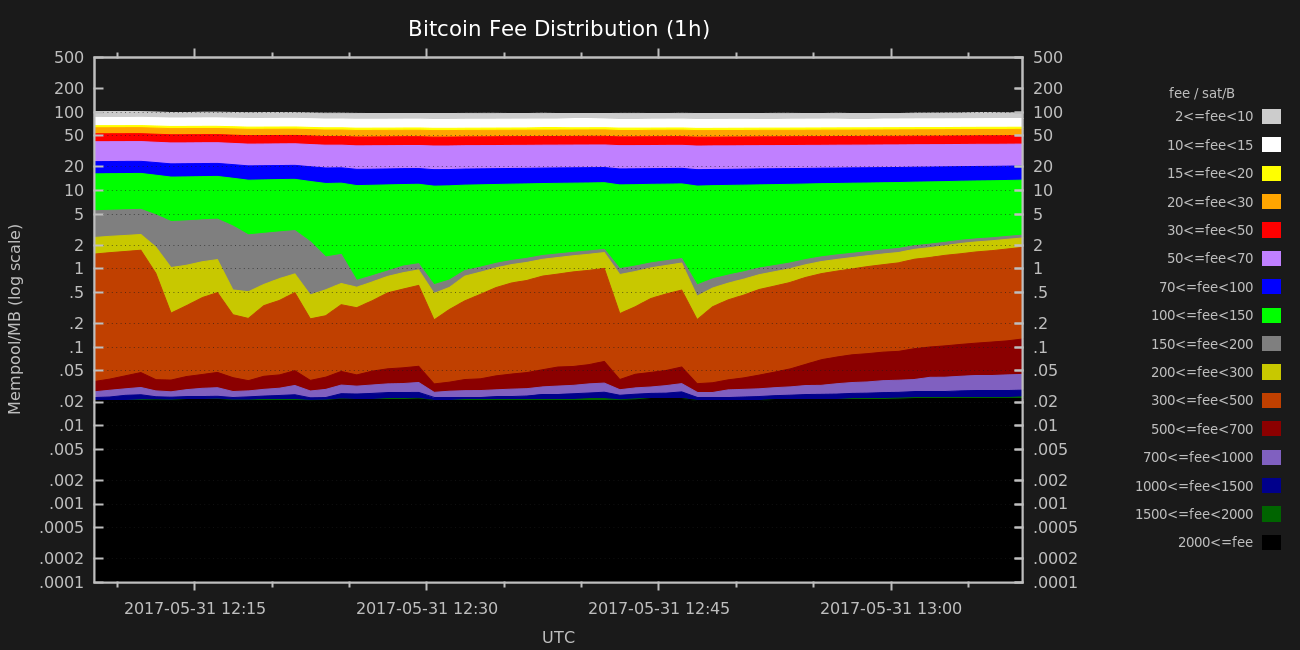 Bitcoin Fee Distribution (1h)
500 500
200 200
100 100
50 50
20 20
10 10
5 5
2 2
1 1
.5 .5
.2 .2
.1 .1
.05 .05
.02 .02
.01 .01
.005 .005
.002 .002
.001 .001
.0005 .0005
.0002 .0002
.0001 .0001
Mempool/MB (log scale)
2017-05-31 12:15 2017-05-31 12:30 2017-05-31 12:45 2017-05-31 13:00
UTC
fee / sat/B
2<=fee<10
10<=fee<15
15<=fee<20
20<=fee<30
30<=fee<50
50<=fee<70
70<=fee<100
100<=fee<150
150<=fee<200
200<=fee<300
300<=fee<500
500<=fee<700
700<=fee<1000
1000<=fee<1500
1500<=fee<2000
2000<=fee